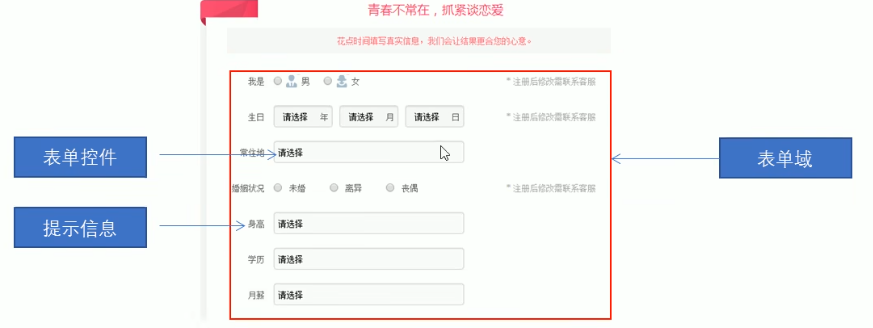 青春不常在，抓紧谈恋爱
花点时间填写真实信息，我们会让结果更合您的心意。
我是 男 女 * 注册后修改需联系客服
生日 请选择 年 请选择 月 请选择 日 * 注册后修改需联系客服
表单控件
常住地 请选择
表单域
婚姻状况 未婚 离异 丧偶 * 注册后修改需联系客服
提示信息
身高 请选择
学历 请选择
月薪 请选择